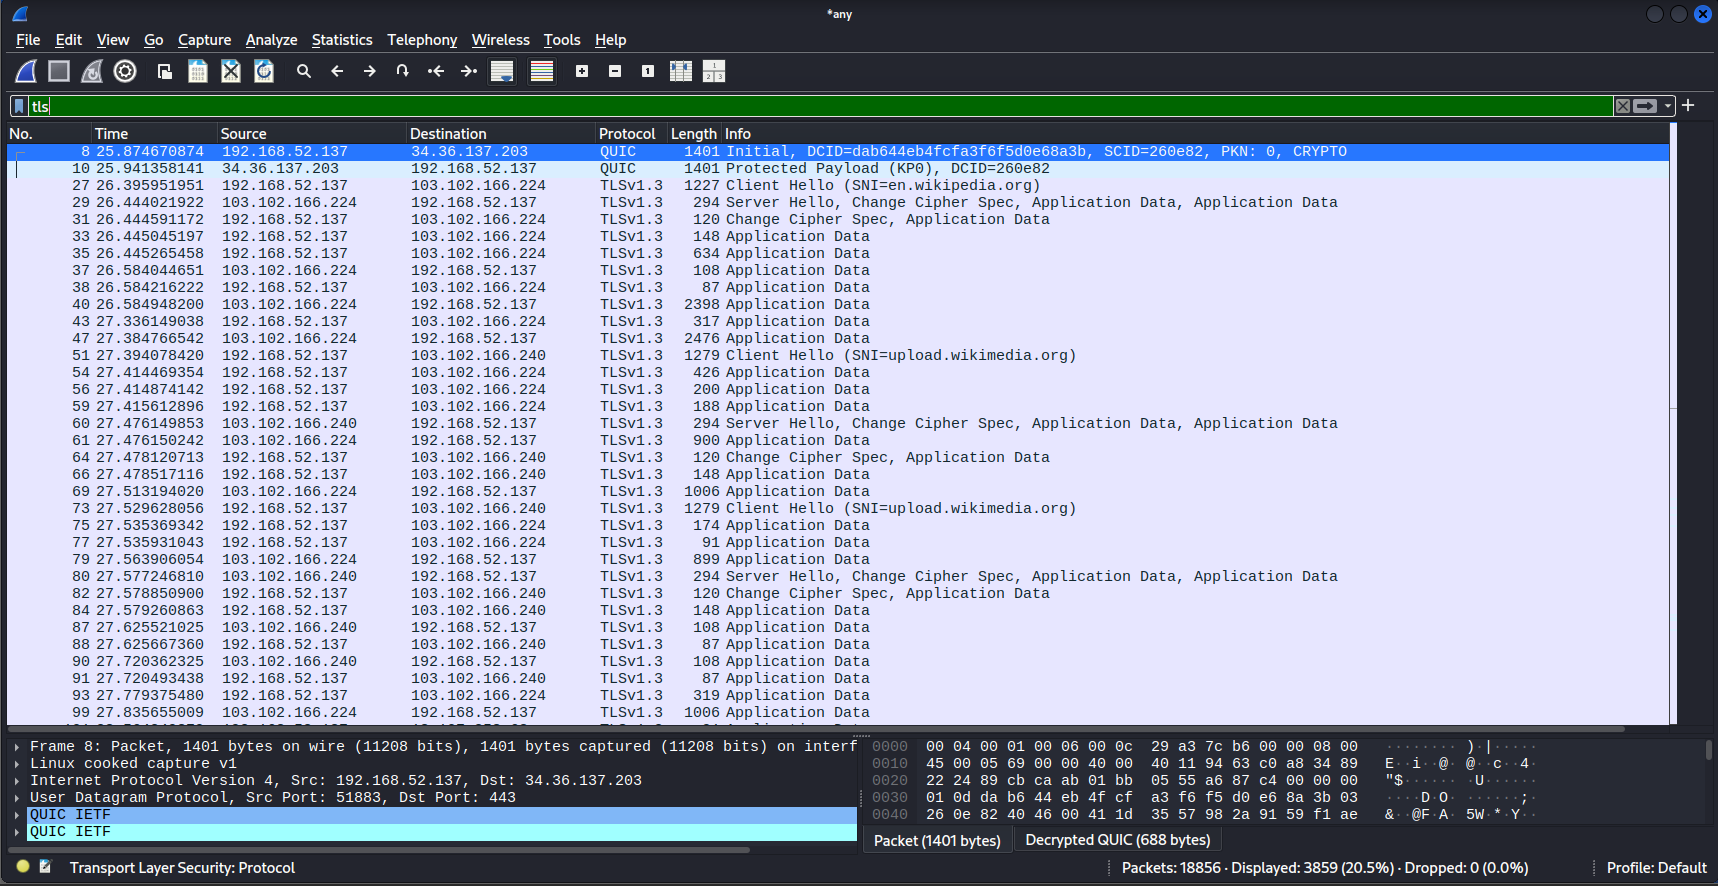 *any
File Edit View Go Capture Analyze Statistics Telephony Wireless Tools Help
tls
No. Time Source Destination Protocol Length Info
8 25.874670874 192.168.52.137 34.36.137.203 QUIC 1401 Initial, DCID=dab644eb4fcfa3f6f5d0e68a3b, SCID=260e82, PKN: 0, CRYPTO
10 25.941358141 34.36.137.203 192.168.52.137 QUIC 1401 Protected Payload (KP0), DCID=260e82
27 26.395951951 192.168.52.137 103.102.166.224 TLSv1.3 1227 Client Hello (SNI=en.wikipedia.org)
29 26.444021922 103.102.166.224 192.168.52.137 TLSv1.3 294 Server Hello, Change Cipher Spec, Application Data, Application Data
31 26.444591172 192.168.52.137 103.102.166.224 TLSv1.3 120 Change Cipher Spec, Application Data
33 26.445045197 192.168.52.137 103.102.166.224 TLSv1.3 148 Application Data
35 26.445265458 192.168.52.137 103.102.166.224 TLSv1.3 634 Application Data
37 26.584044651 103.102.166.224 192.168.52.137 TLSv1.3 108 Application Data
38 26.584216222 192.168.52.137 103.102.166.224 TLSv1.3 87 Application Data
40 26.584948200 103.102.166.224 192.168.52.137 TLSv1.3 2398 Application Data
43 27.336149038 192.168.52.137 103.102.166.224 TLSv1.3 317 Application Data
47 27.384766542 103.102.166.224 192.168.52.137 TLSv1.3 2476 Application Data
51 27.394078420 192.168.52.137 103.102.166.240 TLSv1.3 1279 Client Hello (SNI=upload.wikimedia.org)
54 27.414469354 192.168.52.137 103.102.166.224 TLSv1.3 426 Application Data
56 27.414874142 192.168.52.137 103.102.166.224 TLSv1.3 200 Application Data
59 27.415612896 192.168.52.137 103.102.166.224 TLSv1.3 188 Application Data
60 27.476149853 103.102.166.240 192.168.52.137 TLSv1.3 294 Server Hello, Change Cipher Spec, Application Data, Application Data
61 27.476150242 103.102.166.224 192.168.52.137 TLSv1.3 900 Application Data
64 27.478120713 192.168.52.137 103.102.166.240 TLSv1.3 120 Change Cipher Spec, Application Data
66 27.478517116 192.168.52.137 103.102.166.240 TLSv1.3 148 Application Data
69 27.513194020 103.102.166.224 192.168.52.137 TLSv1.3 1006 Application Data
73 27.529628056 192.168.52.137 103.102.166.240 TLSv1.3 1279 Client Hello (SNI=upload.wikimedia.org)
75 27.535369342 192.168.52.137 103.102.166.224 TLSv1.3 174 Application Data
77 27.535931043 192.168.52.137 103.102.166.224 TLSv1.3 91 Application Data
79 27.563906054 103.102.166.224 192.168.52.137 TLSv1.3 899 Application Data
80 27.577246810 103.102.166.240 192.168.52.137 TLSv1.3 294 Server Hello, Change Cipher Spec, Application Data, Application Data
82 27.578850900 192.168.52.137 103.102.166.240 TLSv1.3 120 Change Cipher Spec, Application Data
84 27.579260863 192.168.52.137 103.102.166.240 TLSv1.3 148 Application Data
87 27.625521025 103.102.166.240 192.168.52.137 TLSv1.3 108 Application Data
88 27.625667360 192.168.52.137 103.102.166.240 TLSv1.3 87 Application Data
90 27.720362325 103.102.166.240 192.168.52.137 TLSv1.3 108 Application Data
91 27.720493438 192.168.52.137 103.102.166.240 TLSv1.3 87 Application Data
93 27.779375480 192.168.52.137 103.102.166.224 TLSv1.3 319 Application Data
99 27.835655009 103.102.166.224 192.168.52.137 TLSv1.3 1006 Application Data
Frame 8: Packet, 1401 bytes on wire (11208 bits), 1401 bytes captured (11208 bits) on interf
Linux cooked capture v1
Internet Protocol Version 4, Src: 192.168.52.137, Dst: 34.36.137.203
User Datagram Protocol, Src Port: 51883, Dst Port: 443
QUIC IETF
QUIC IETF
0000 00 04 00 01 00 06 00 0c 29 a3 7c b6 00 00 08 00 ········ )·|·····
0010 45 00 05 69 00 00 40 00 40 11 94 63 c0 a8 34 89 E··i··@· @··c··4·
0020 22 24 89 cb ca ab 01 bb 05 55 a6 87 c4 00 00 00 "$······ ·U······
0030 01 0d da b6 44 eb 4f cf a3 f6 f5 d0 e6 8a 3b 03 ····D·O· ······;·
0040 26 0e 82 40 46 00 41 1d 35 57 98 2a 91 59 f1 ae &··@F·A· 5W·*·Y··
Packet (1401 bytes) Decrypted QUIC (688 bytes)
Transport Layer Security: Protocol Packets: 18856 · Displayed: 3859 (20.5%) · Dropped: 0 (0.0%) Profile: Default